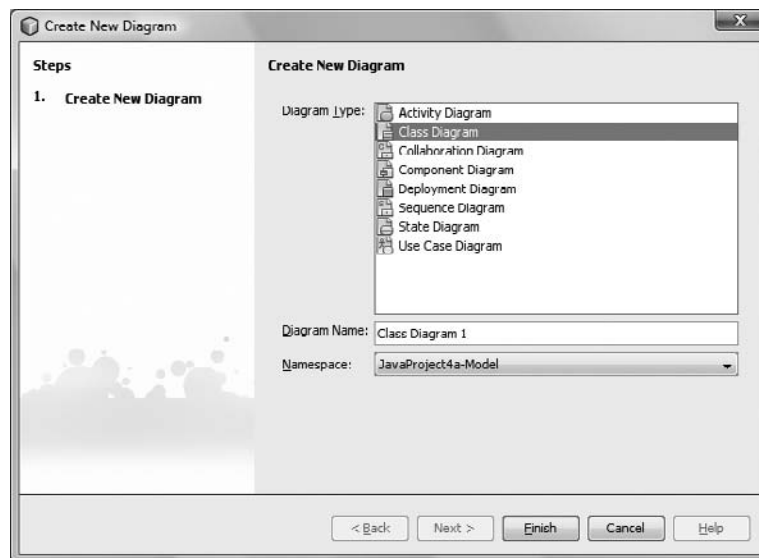 Create New Diagram
X
Steps
1. Create New Diagram
Create New Diagram
Diagram Type:
Activity Diagram
Class Diagram
Collaboration Diagram
Component Diagram
Deployment Diagram
Sequence Diagram
State Diagram
Use Case Diagram
Diagram Name: Class Diagram 1
Namespace: JavaProject4a-Model
< Back Next > Finish Cancel Help